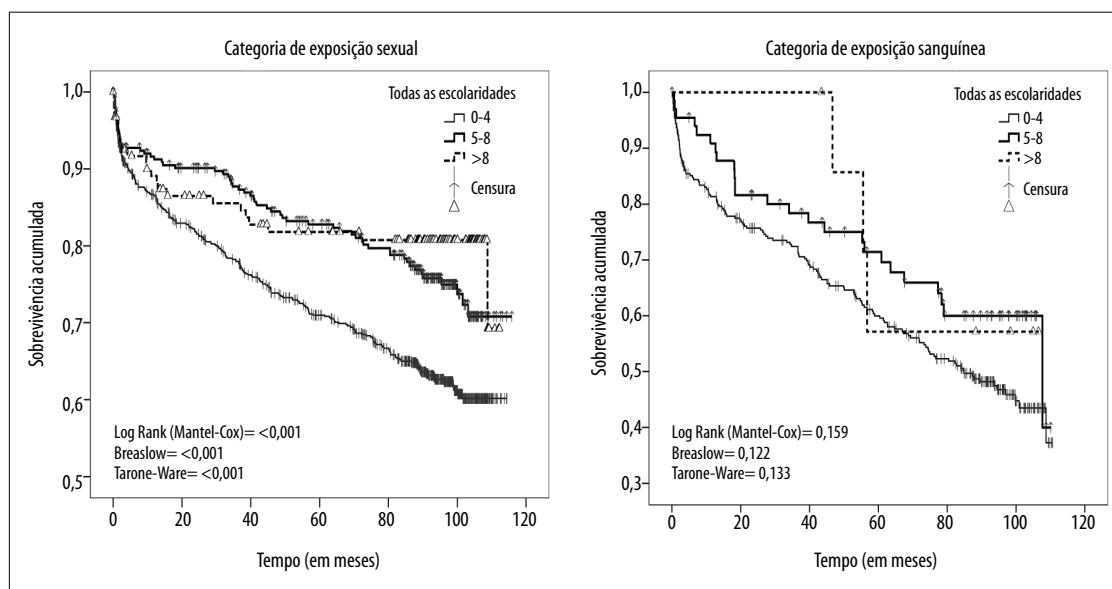 Categoria de exposição sexual
1,0
0,9
0,8
0,7
0,6
0,5
Sobrevivência acumulada
Todas as escolaridades
0-4
5-8
>8
Censura
Log Rank (Mantel-Cox)= <0,001
Breaslow= <0,001
Tarone-Ware= <0,001
0 20 40 60 80 100 120
Tempo (em meses)
Categoria de exposição sanguínea
1,0
0,9
0,8
0,7
0,6
0,5
0,4
0,3
Sobrevivência acumulada
Todas as escolaridades
0-4
5-8
>8
Censura
Log Rank (Mantel-Cox)= 0,159
Breaslow= 0,122
Tarone-Ware= 0,133
0 20 40 60 80 100 120
Tempo (em meses)